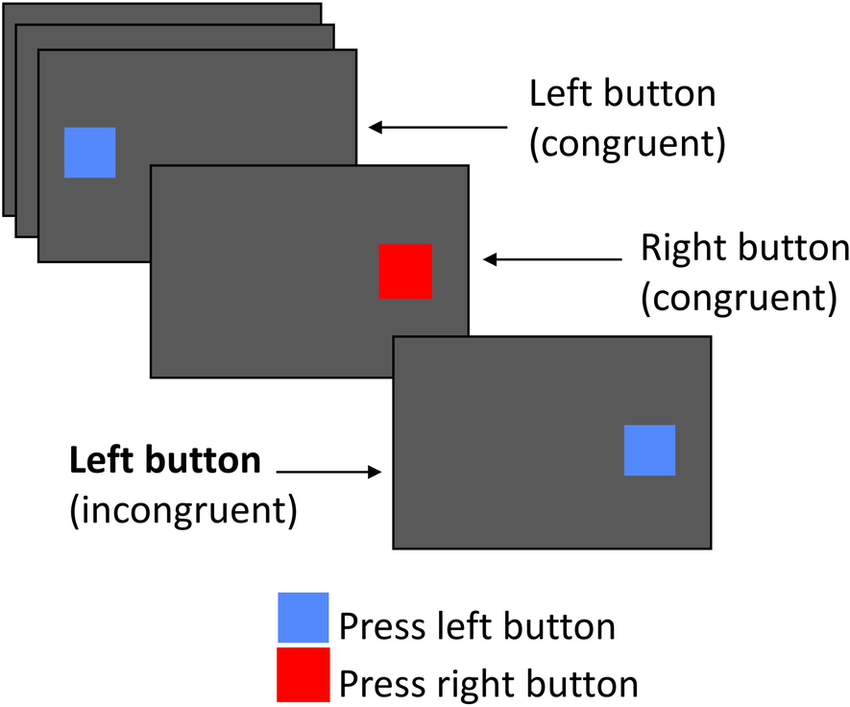 Left button
(congruent)
Right button
(congruent)
Left button
(incongruent)
Press left button
Press right button